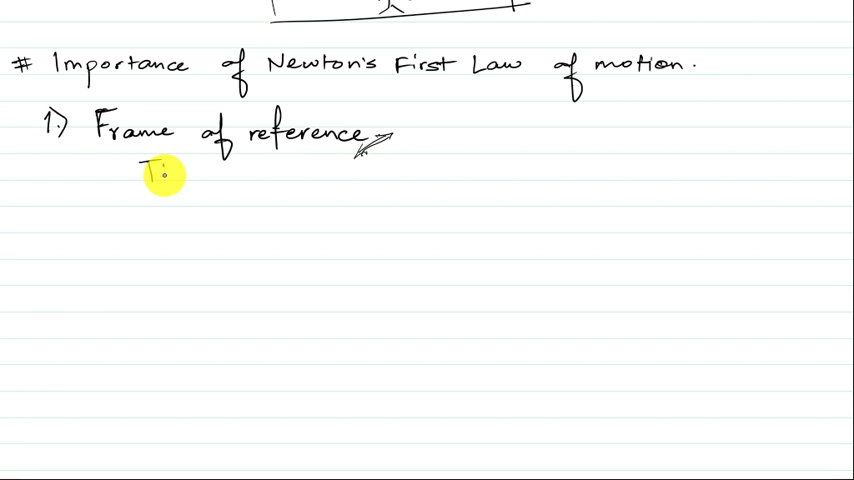 # Importance of Newton's First Law of motion.
1.) Frame of reference